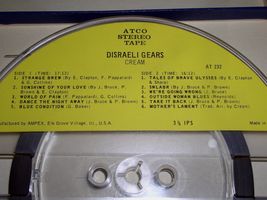 ATCO
STEREO
TAPE
DISRAELI GEARS
CREAM
AT 232
SIDE 1 (TIME: 17:12)
1. STRANGE BREW (By E. Clapton, F. Pappalardi & G. Collins)
2. SUNSHINE OF YOUR LOVE (By J. Bruce, P. Brown & E. Clapton)
3. WORLD OF PAIN (F. Pappalardi & G. Collins)
4. DANCE THE NIGHT AWAY (J. Bruce & P. Brown)
5. BLUE CONDITION (G. Baker)
SIDE 2 (TIME: 16:12)
1. TALES OF BRAVE ULYSSES (By E. Clapton & Sharp)
2. SWLABR (By J. Bruce & P. Brown)
3. WE'RE GOING WRONG (J. Bruce)
4. OUTSIDE WOMAN BLUES (Reynolds)
5. TAKE IT BACK (J. Bruce & P. Brown)
6. MOTHER'S LAMENT (Trad. Arr. by Cream)
Manufactured by AMPEX, Elk Grove Village, Ill., U.S.A.
3¾ IPS